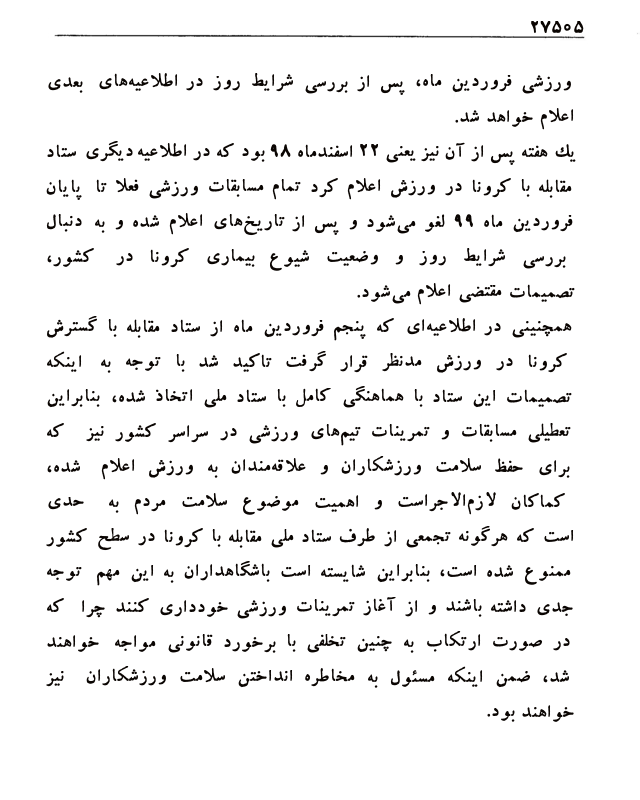 ۲۷۵۰۵
ورزشی فروردین ماه، پس از بررسی شرایط روز در اطلاعیه‌های بعدی
اعلام خواهد شد.
یك هفته پس از آن نیز یعنی ۲۲ اسفندماه ۹۸ بود که در اطلاعیه دیگری ستاد
مقابله با کرونا در ورزش اعلام کرد تمام مسابقات ورزشی فعلا تا پایان
فروردین ماه ۹۹ لغو می‌شود و پس از تاریخ‌های اعلام شده و به دنبال
بررسی شرایط روز و وضعیت شیوع بیماری کرونا در کشور،
تصمیمات مقتضی اعلام می‌شود.
همچنینی در اطلاعیه‌ای که پنجم فروردین ماه از ستاد مقابله با گسترش
کرونا در ورزش مدنظر قرار گرفت تاکید شد با توجه به اینکه
تصمیمات این ستاد با هماهنگی کامل با ستاد ملی اتخاذ شده، بنابراین
تعطیلی مسابقات و تمرینات تیم‌های ورزشی در سراسر کشور نیز که
برای حفظ سلامت ورزشکاران و علاقه‌مندان به ورزش اعلام شده،
کماکان لازم‌الاجراست و اهمیت موضوع سلامت مردم به حدی
است که هرگونه تجمعی از طرف ستاد ملی مقابله با کرونا در سطح کشور
ممنوع شده است، بنابراین شایسته است باشگاهداران به این مهم توجه
جدی داشته باشند و از آغاز تمرینات ورزشی خودداری کنند چرا که
در صورت ارتکاب به چنین تخلفی با برخورد قانونی مواجه خواهند
شد، ضمن اینکه مسئول به مخاطره انداختن سلامت ورزشکاران نیز
خواهند بود.